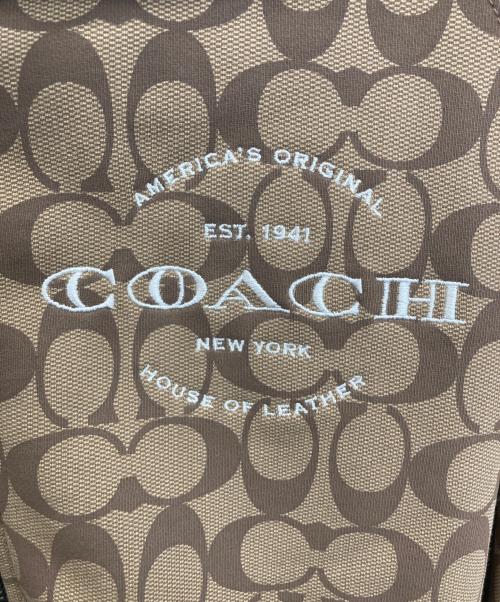 AMERICA'S ORIGINAL
EST. 1941
COACH
NEW YORK
HOUSE OF LEATHER